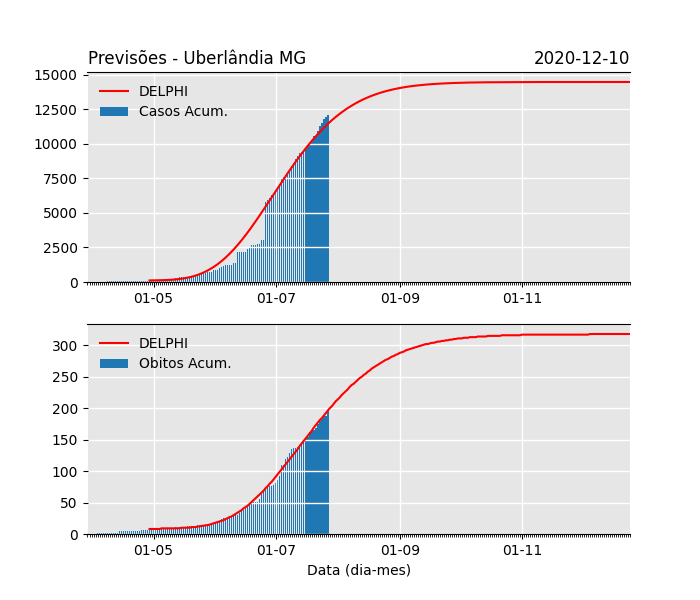 Previsões - Uberlândia MG 2020-12-10
15000
12500
10000
7500
5000
2500
0
DELPHI
Casos Acum.
01-05 01-07 01-09 01-11
300
250
200
150
100
50
0
DELPHI
Obitos Acum.
01-05 01-07 01-09 01-11
Data (dia-mes)